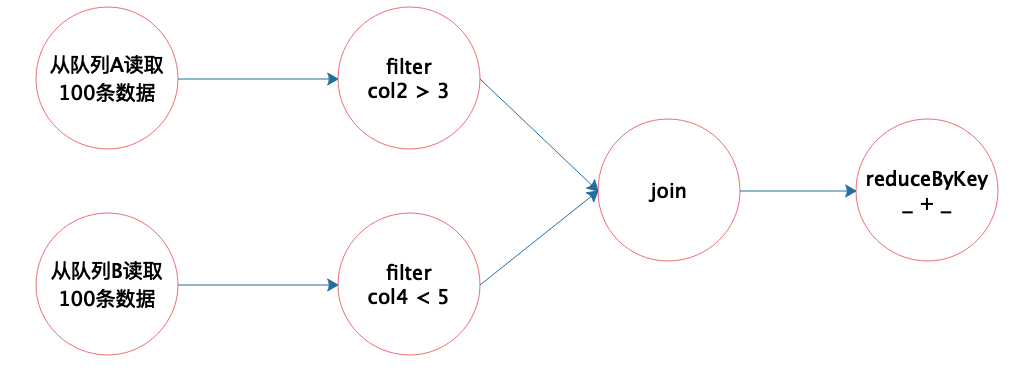 从队列A读取
100条数据
filter
col2 > 3
从队列B读取
100条数据
filter
col4 < 5
join
reduceByKey
_ + _